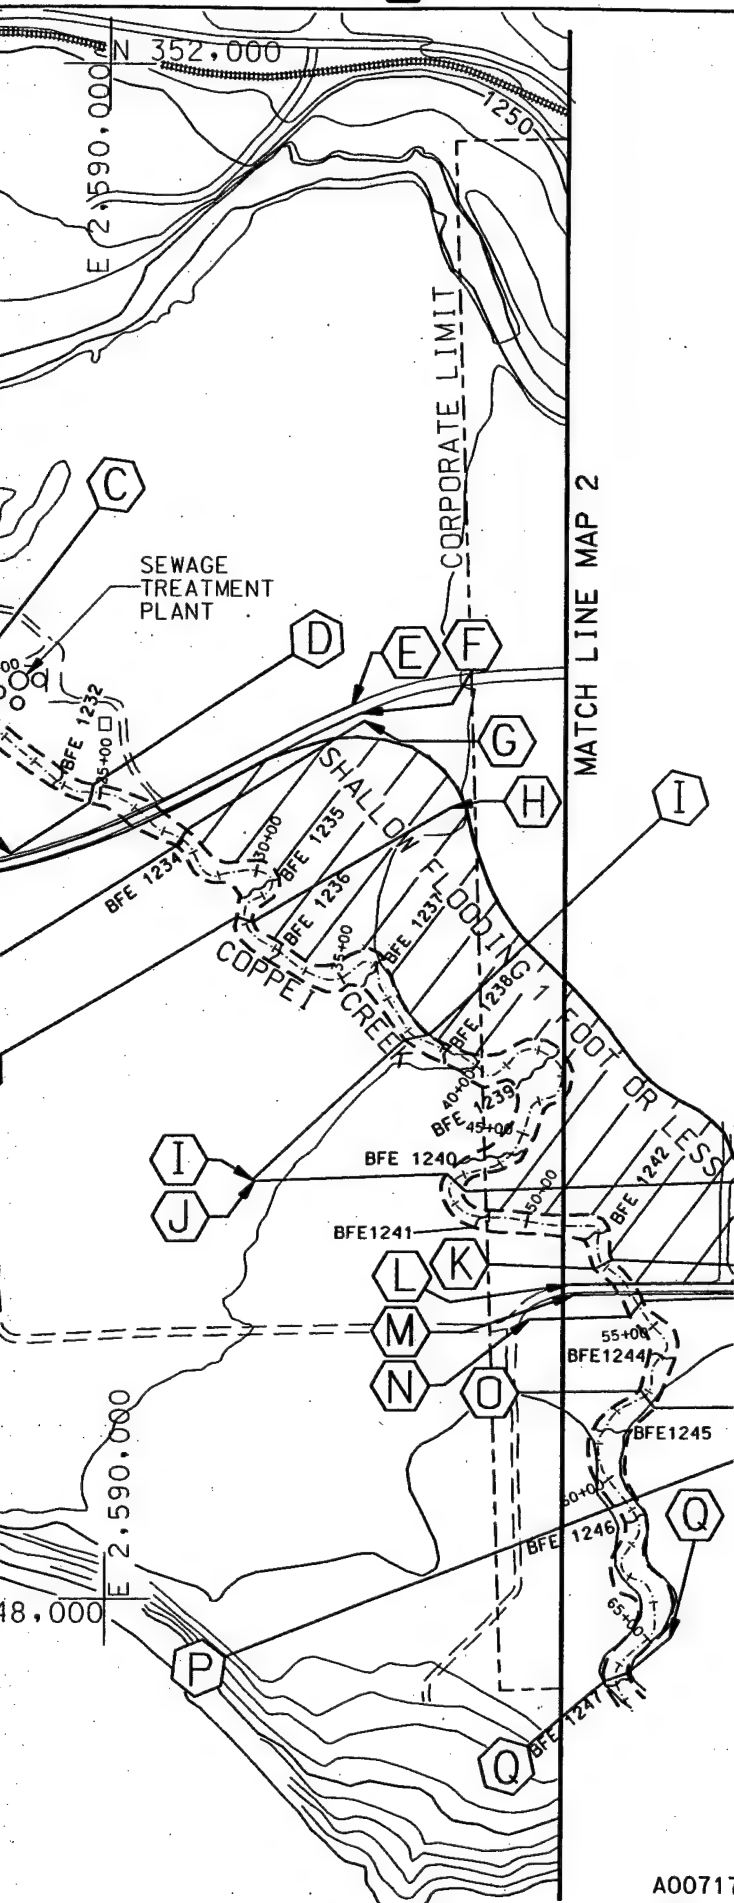 N 352,000
E 2,590,000
1250
CORPORATE LIMIT
MATCH LINE MAP 2
C
SEWAGE
TREATMENT
PLANT
D
E
F
G
H
I
BFE 1232
25+00
SHALLOW FLOODING 1 FOOT OR LESS
30+00
BFE 1235
BFE 1234
BFE 1236
BFE 1237
35+00
COPPEI CREEK
BFE 1238
40+00
BFE 1239
45+00
I
BFE 1240
BFE 1242
50+00
J
BFE1241
K
L
M
55+00
BFE1244
N
O
BFE1245
E 2,590,000
60+00
BFE 1246
Q
48,000
65+00
P
BFE 1247
Q
A00717